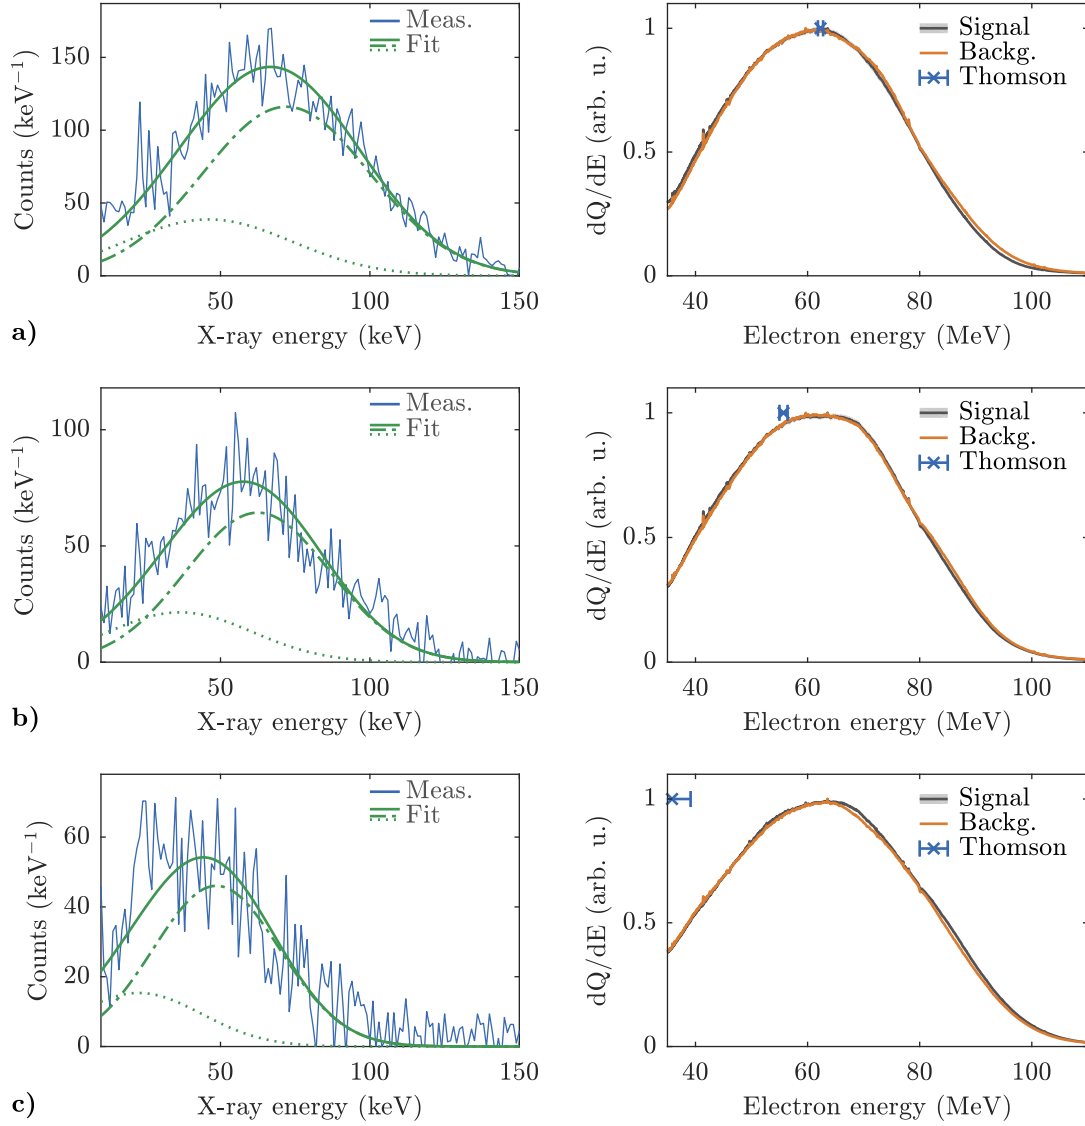 Counts (keV⁻¹)
150
100
50
0
Meas.
Fit
50
100
150
X-ray energy (keV)
a)
dQ/dE (arb. u.)
1
0.5
0
Signal
Backg.
Thomson
40
60
80
100
Electron energy (MeV)
Counts (keV⁻¹)
100
50
0
Meas.
Fit
50
100
150
X-ray energy (keV)
b)
dQ/dE (arb. u.)
1
0.5
0
Signal
Backg.
Thomson
40
60
80
100
Electron energy (MeV)
Counts (keV⁻¹)
60
40
20
0
Meas.
Fit
50
100
150
X-ray energy (keV)
c)
dQ/dE (arb. u.)
1
0.5
0
Signal
Backg.
Thomson
40
60
80
100
Electron energy (MeV)